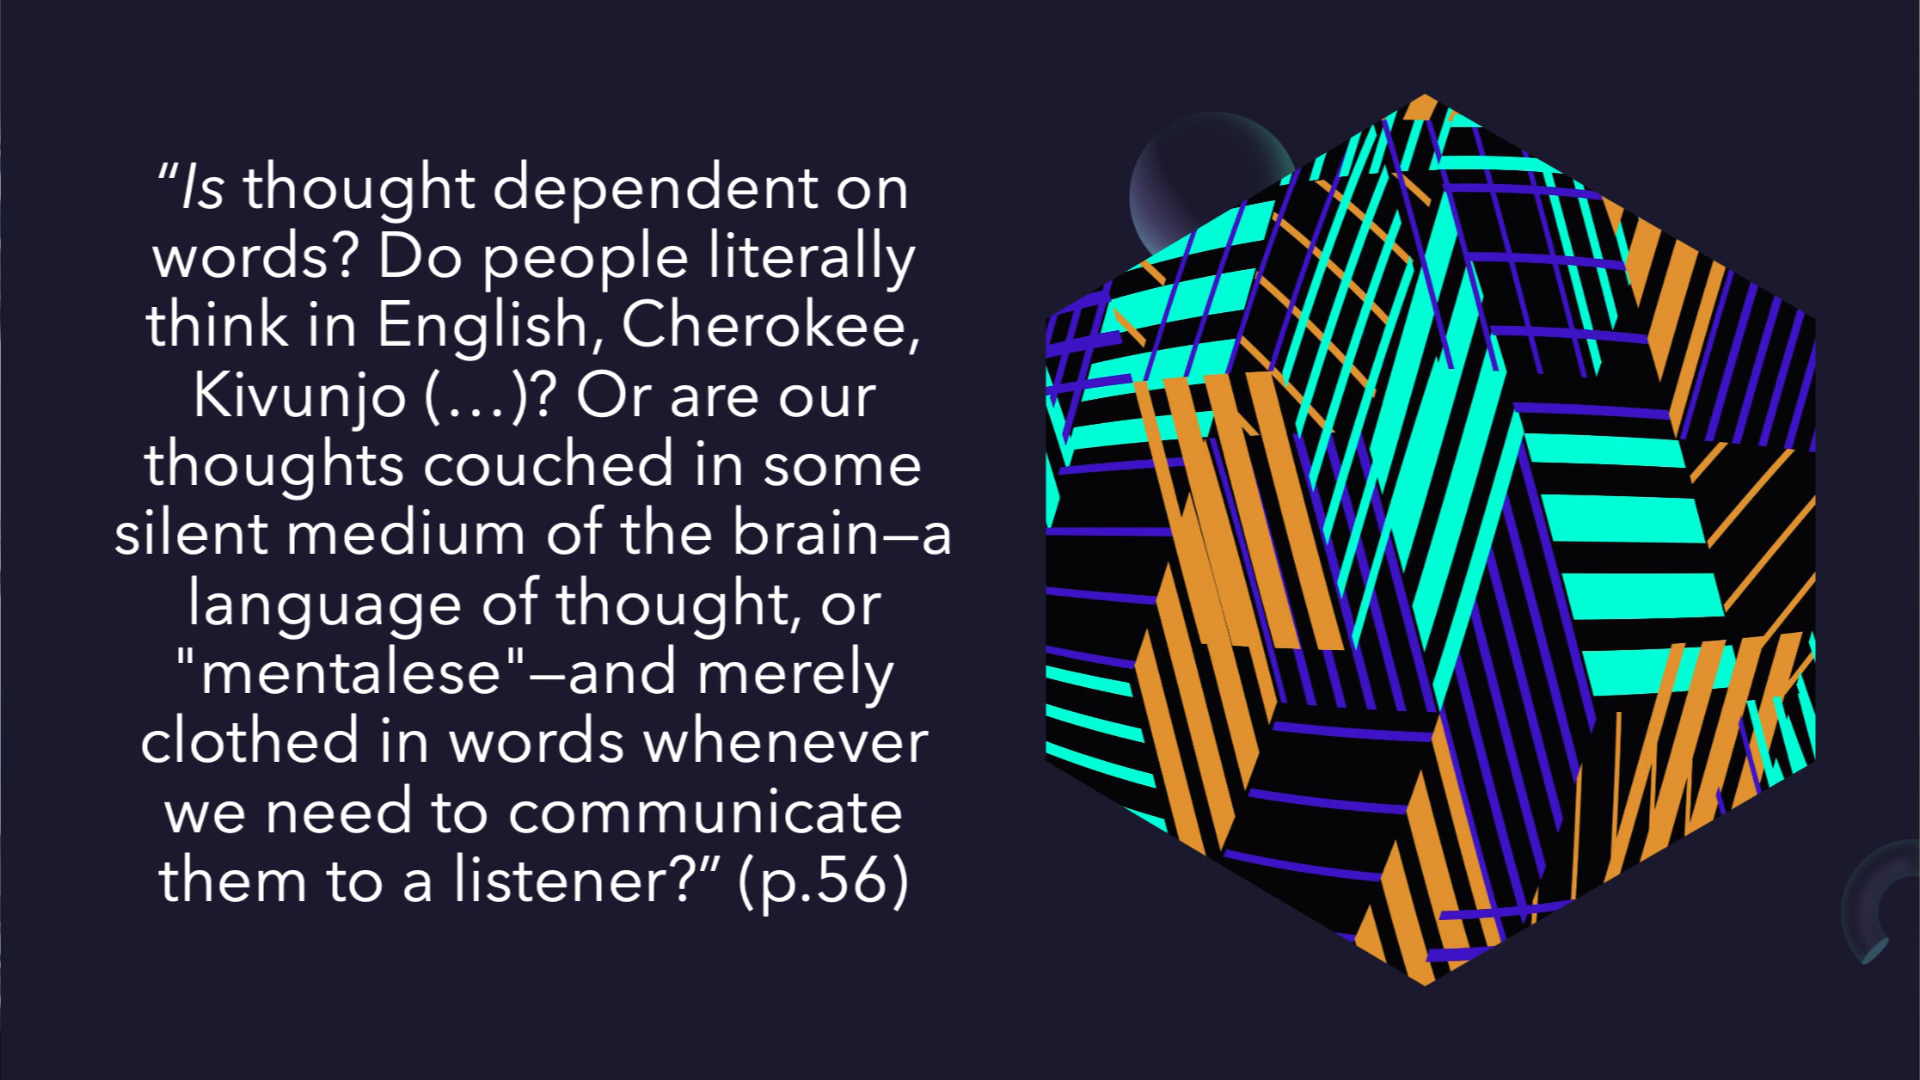 “Is thought dependent on
words? Do people literally
think in English, Cherokee,
Kivunjo (…)? Or are our
thoughts couched in some
silent medium of the brain—a
language of thought, or
"mentalese"—and merely
clothed in words whenever
we need to communicate
them to a listener?” (p.56)